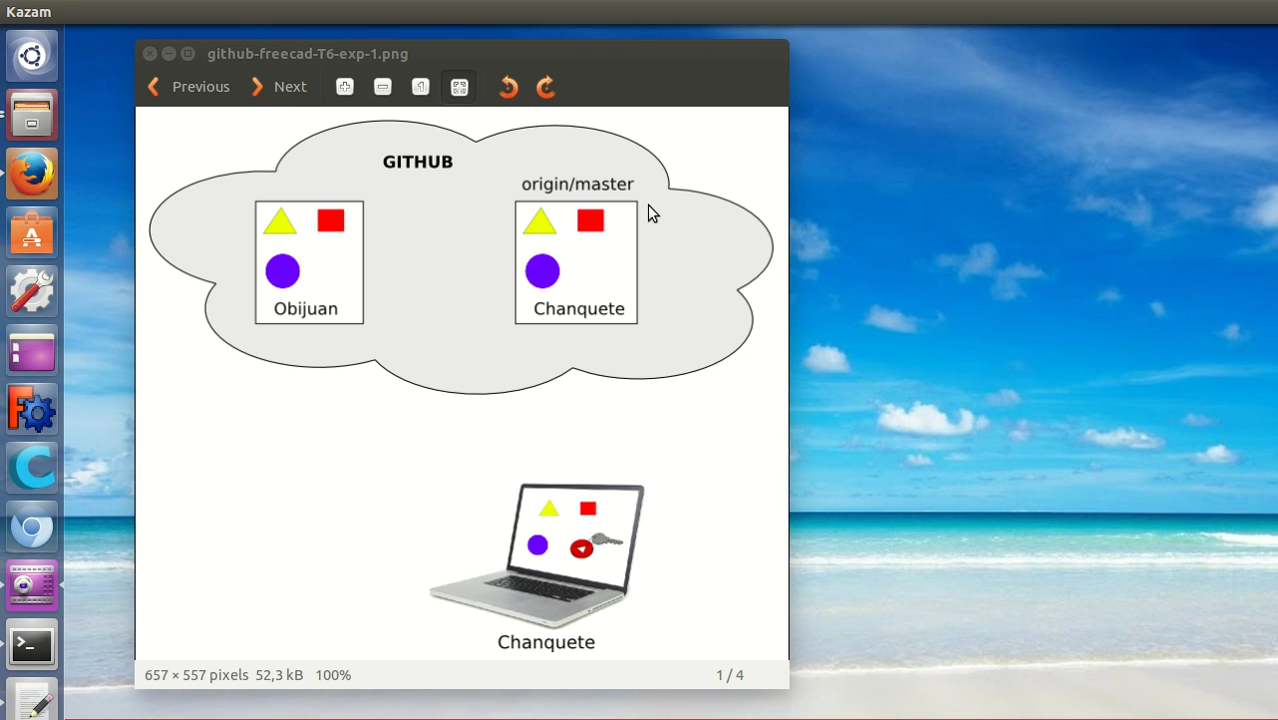 Kazam
github-freecad-T6-exp-1.png
Previous
Next
GITHUB
origin/master
Obijuan
Chanquete
Chanquete
657 × 557 pixels 52,3 kB 100%
1 / 4